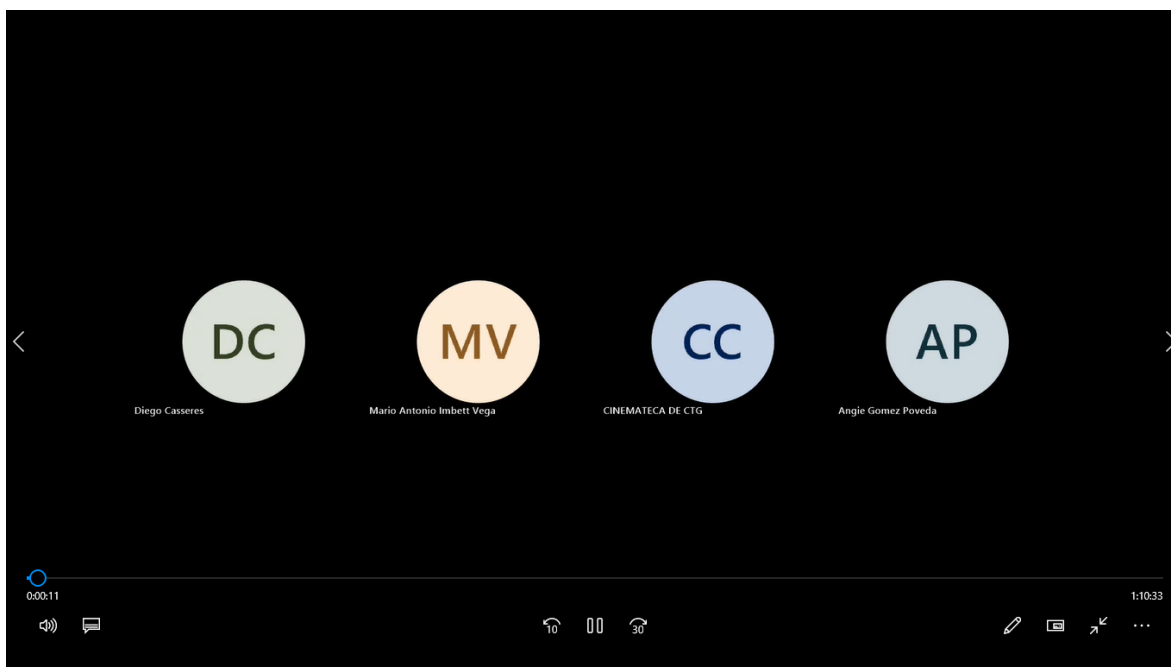 DC MV CC AP
Diego Casseres Mario Antonio Imbett Vega CINEMATECA DE CTG Angie Gomez Poveda
0:00:11 1:10:33
10 30